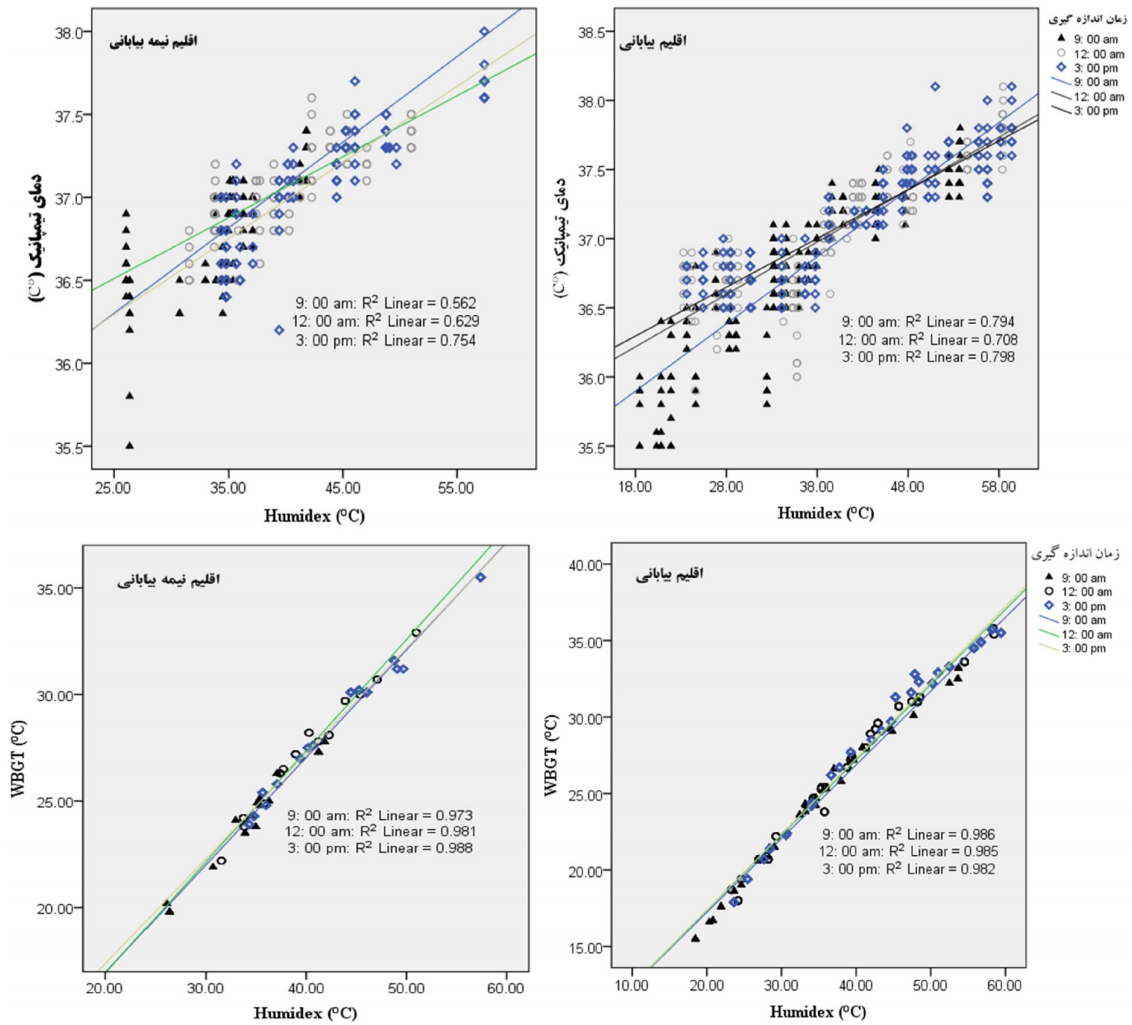 اقلیم نیمه بیابانی
38.0
37.5
37.0
36.5
36.0
35.5
دمای تیمپانیک (C°)
9: 00 am: R² Linear = 0.562
12: 00 am: R² Linear = 0.629
3: 00 pm: R² Linear = 0.754
25.00 35.00 45.00 55.00
Humidex (°C)
اقلیم بیابانی
38.5
38.0
37.5
37.0
36.5
36.0
35.5
دمای تیمپانیک (C°)
9: 00 am: R² Linear = 0.794
12: 00 am: R² Linear = 0.708
3: 00 pm: R² Linear = 0.798
18.00 28.00 38.00 48.00 58.00
Humidex (°C)
زمان اندازه گیری
9: 00 am
12: 00 am
3: 00 pm
9: 00 am
12: 00 am
3: 00 pm
اقلیم نیمه بیابانی
35.00
30.00
25.00
20.00
WBGT (°C)
9: 00 am: R² Linear = 0.973
12: 00 am: R² Linear = 0.981
3: 00 pm: R² Linear = 0.988
20.00 30.00 40.00 50.00 60.00
Humidex (°C)
اقلیم بیابانی
40.00
35.00
30.00
25.00
20.00
15.00
WBGT (°C)
9: 00 am: R² Linear = 0.986
12: 00 am: R² Linear = 0.985
3: 00 pm: R² Linear = 0.982
10.00 20.00 30.00 40.00 50.00 60.00
Humidex (°C)
زمان اندازه گیری
9: 00 am
12: 00 am
3: 00 pm
9: 00 am
12: 00 am
3: 00 pm